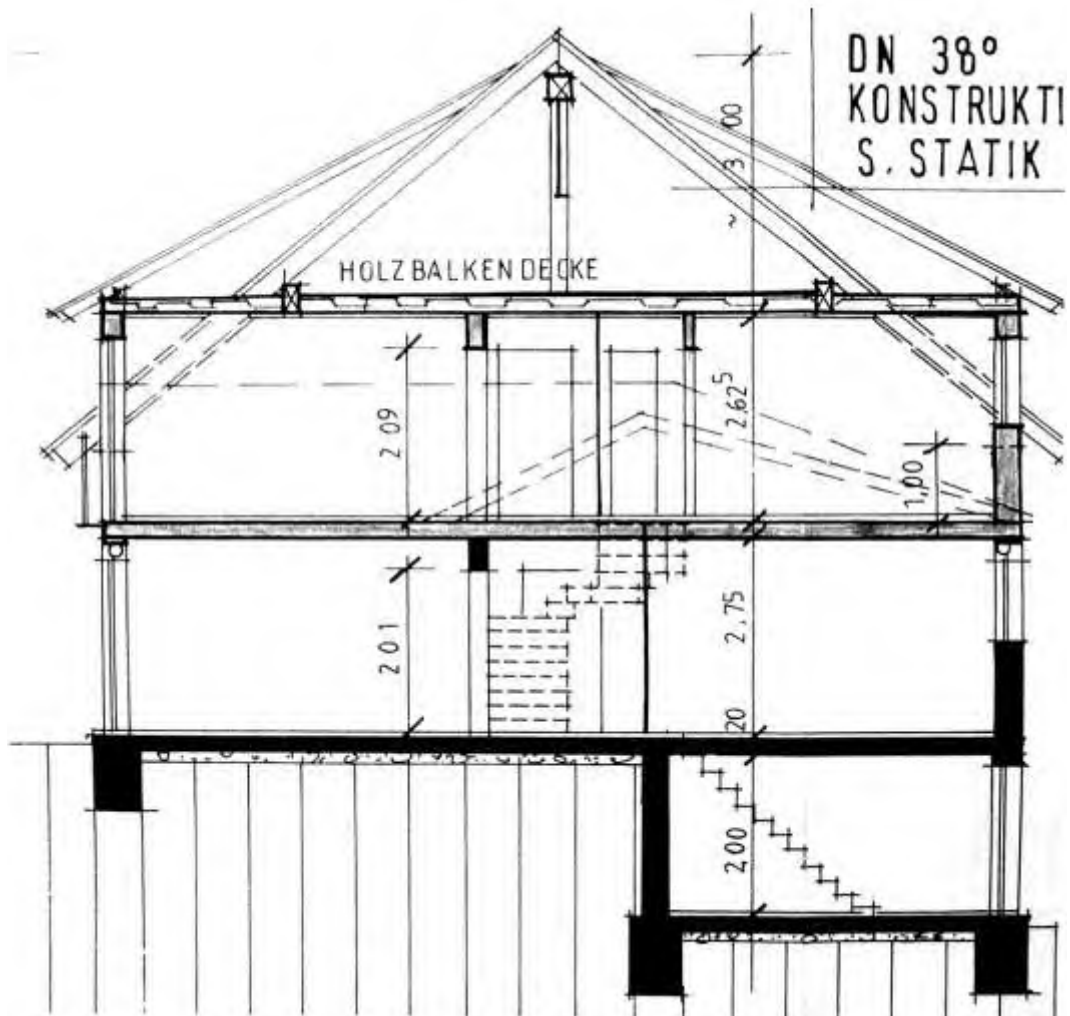 DN 38°
KONSTRUKTI
S. STATIK
~ 3 00
HOLZBALKENDECKE
2 09
2,62⁵
1,00
2 01
2,75
20
2,00